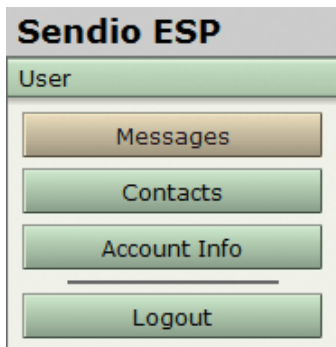 Sendio ESP
User
Messages
Contacts
Account Info
Logout